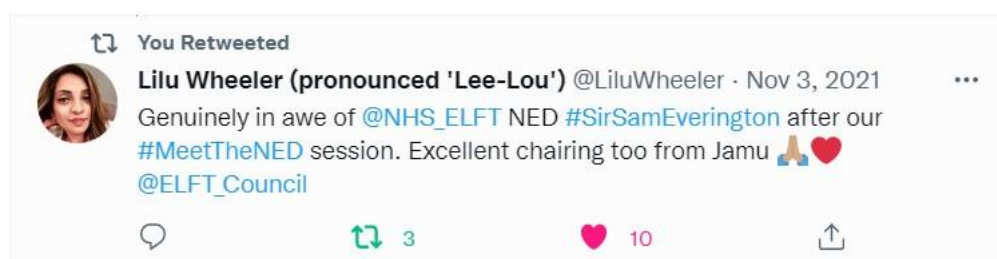 You Retweeted
Lilu Wheeler (pronounced 'Lee-Lou') @LiluWheeler · Nov 3, 2021
Genuinely in awe of @NHS_ELFT NED #SirSamEverington after our
#MeetTheNED session. Excellent chairing too from Jamu 🙏🏽❤️
@ELFT_Council
3 10